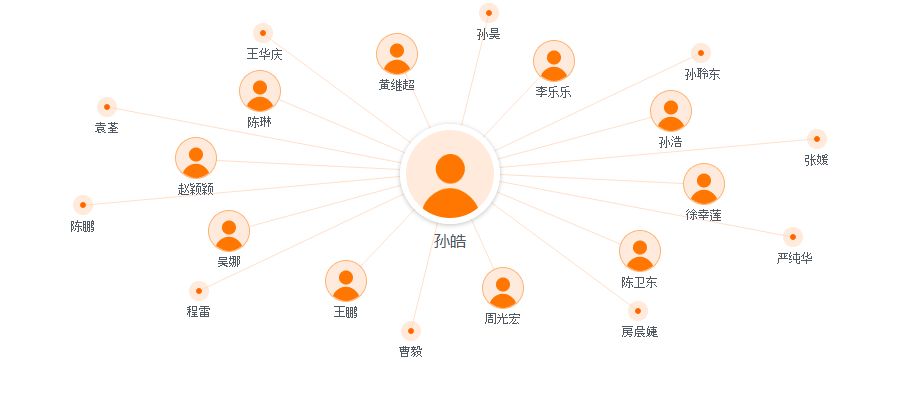 孙昊
王华庆
孙聆东
黄继超
李乐乐
陈琳
袁荃
孙浩
张媛
赵颖颖
徐幸莲
陈鹏
孙皓
吴娜
严纯华
陈卫东
程雷
王鹏
周光宏
房晨婕
曹毅